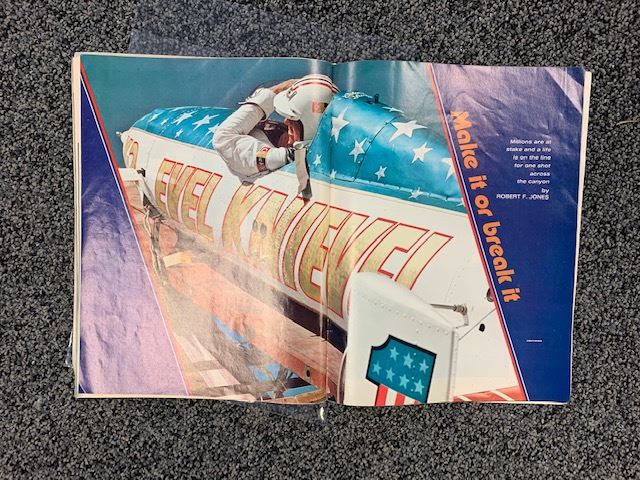 EVEL KNIEVEL
Make it or break it
Millions are at
stake and a life
is on the line
for one shot
across
the canyon
by
ROBERT F. JONES